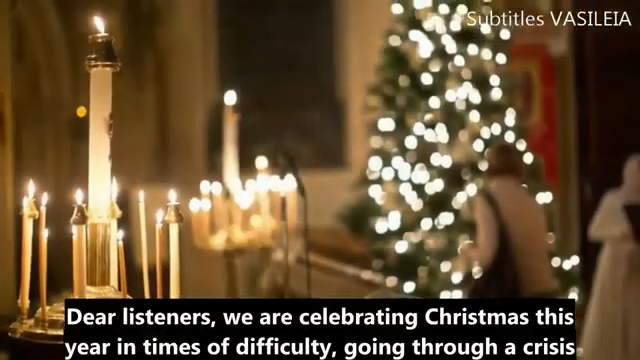 Subtitles VASILEIA
Dear listeners, we are celebrating Christmas this
year in times of difficulty, going through a crisis